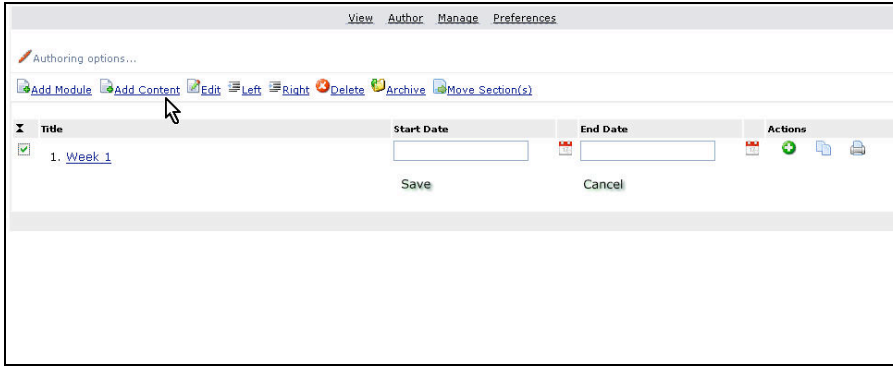 View Author Manage Preferences
Authoring options...
Add Module Add Content Edit Left Right Delete Archive Move Section(s)
Title Start Date End Date Actions
1. Week 1
Save Cancel